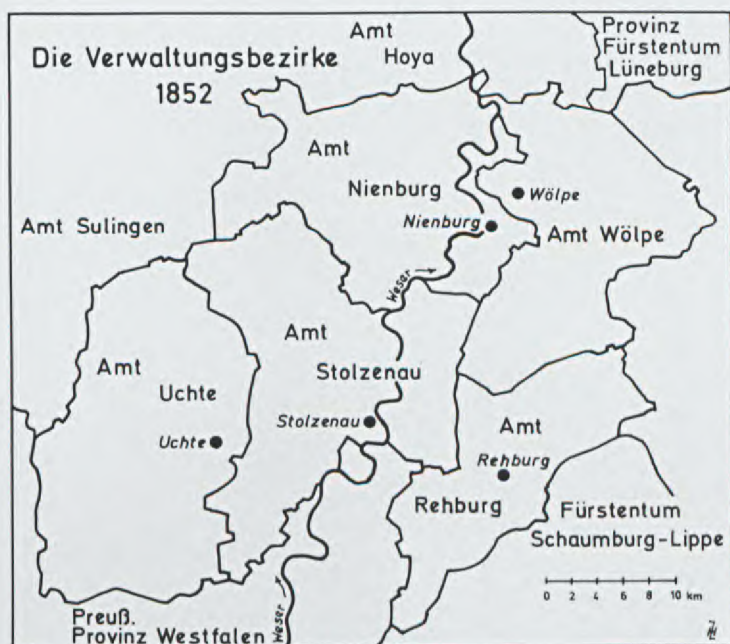 Die Verwaltungsbezirke
1852
Amt
Hoya
Provinz
Fürstentum
Lüneburg
Amt
Nienburg
Wölpe
Nienburg
Amt Wölpe
Amt Sulingen
Weser
Amt
Stolzenau
Stolzenau
Amt
Uchte
Uchte
Amt
Rehburg
Rehburg
Fürstentum
Schaumburg-Lippe
0 2 4 6 8 10 km
Preuß.
Provinz Westfalen
Weser